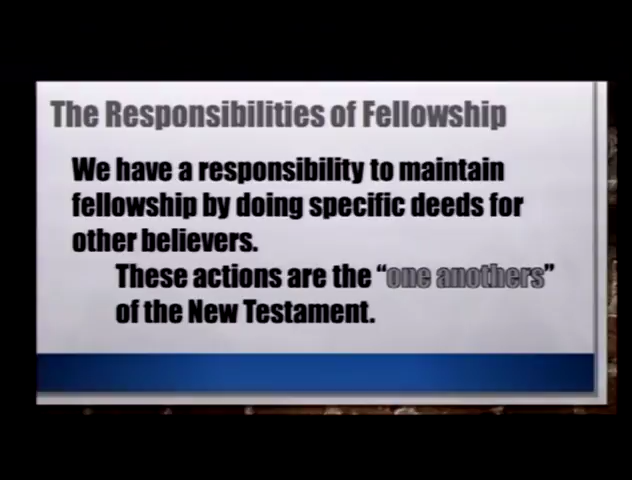 The Responsibilities of Fellowship
We have a responsibility to maintain
fellowship by doing specific deeds for
other believers.
These actions are the “one anothers”
of the New Testament.